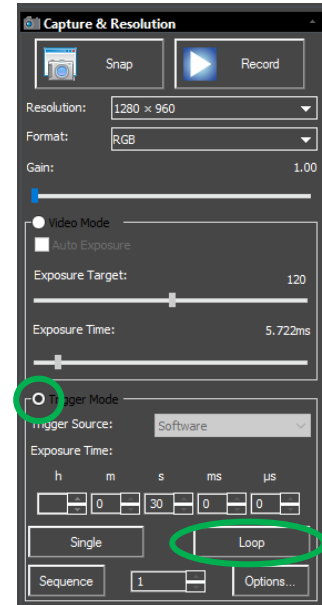 Capture & Resolution
Snap Record
Resolution: 1280 × 960
Format: RGB
Gain: 1.00
Video Mode
Auto Exposure
Exposure Target: 120
Exposure Time: 5.722ms
Trigger Mode
Trigger Source: Software
Exposure Time:
h m s ms μs
0 30 0 0
Single Loop
Sequence 1 Options...